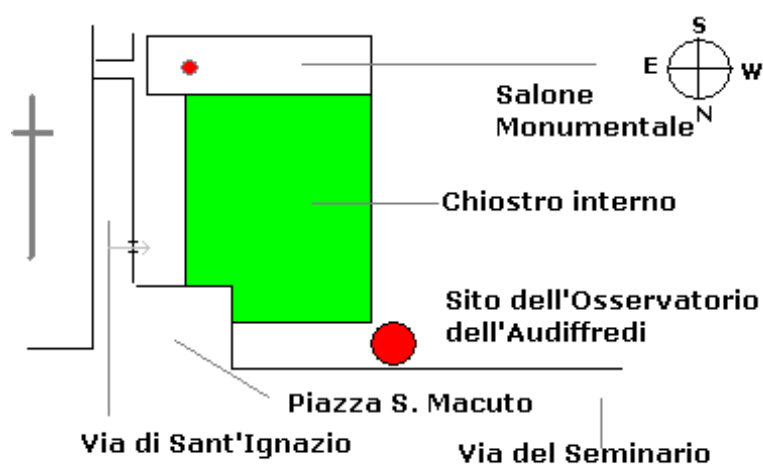 S
E
W
N
Salone
Monumentale
Chiostro interno
Sito dell'Osservatorio
dell'Audiffredi
Piazza S. Macuto
Via di Sant'Ignazio
Via del Seminario